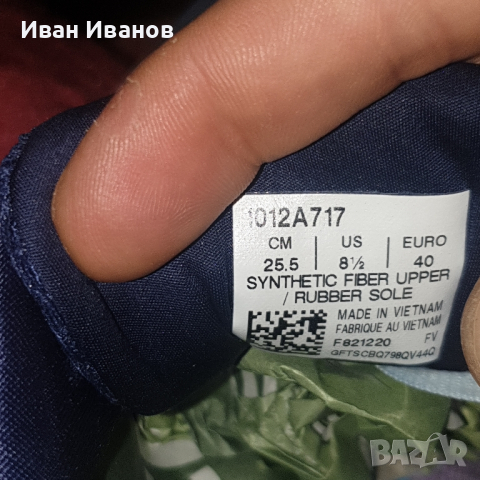 Иван Иванов
1012A717
CM US EURO
25.5 8½ 40
SYNTHETIC FIBER UPPER
/ RUBBER SOLE
MADE IN VIETNAM
FABRIQUE AU VIETNAM
F821220 FV
GFTSCBQ798QV44Q
BAZAR